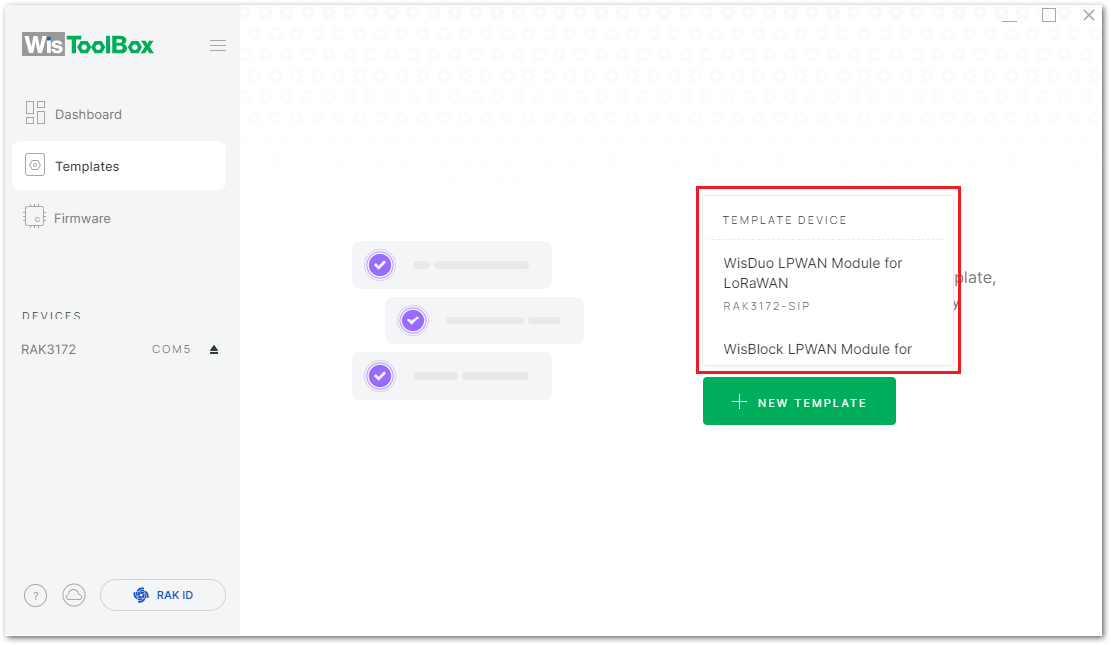 WisToolBox
Dashboard
Templates
Firmware
DEVICES
RAK3172 COM5
? RAK ID
TEMPLATE DEVICE
WisDuo LPWAN Module for
LoRaWAN
RAK3172-SIP
WisBlock LPWAN Module for
plate,
y
NEW TEMPLATE